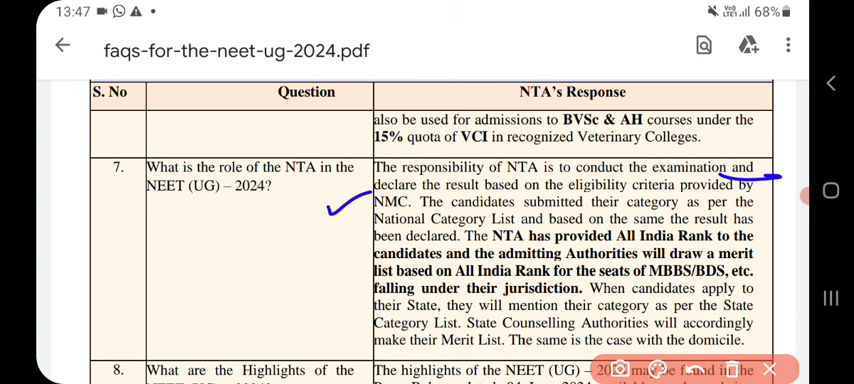 13:47
Vo))
LTE1 68%
faqs-for-the-neet-ug-2024.pdf
S. No Question NTA's Response
also be used for admissions to BVSc & AH courses under the
15% quota of VCI in recognized Veterinary Colleges.
7. What is the role of the NTA in the The responsibility of NTA is to conduct the examination and
NEET (UG) – 2024? declare the result based on the eligibility criteria provided by
NMC. The candidates submitted their category as per the
National Category List and based on the same the result has
been declared. The NTA has provided All India Rank to the
candidates and the admitting Authorities will draw a merit
list based on All India Rank for the seats of MBBS/BDS, etc.
falling under their jurisdiction. When candidates apply to
their State, they will mention their category as per the State
Category List. State Counselling Authorities will accordingly
make their Merit List. The same is the case with the domicile.
8. What are the Highlights of the The highlights of the NEET (UG) – 20 may be found in the